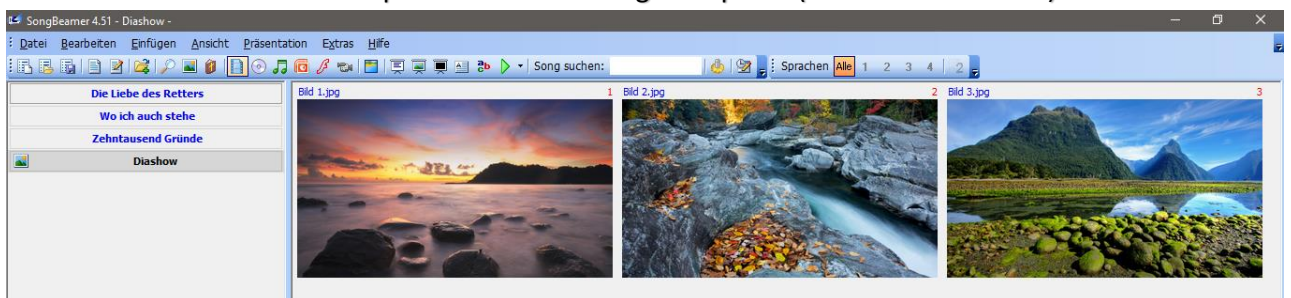 SongBeamer 4.51 - Diashow -
Datei Bearbeiten Einfügen Ansicht Präsentation Extras Hilfe
Song suchen: Sprachen Alle 1 2 3 4 2
Die Liebe des Retters
Wo ich auch stehe
Zehntausend Gründe
Diashow
Bild 1.jpg 1 Bild 2.jpg 2 Bild 3.jpg 3